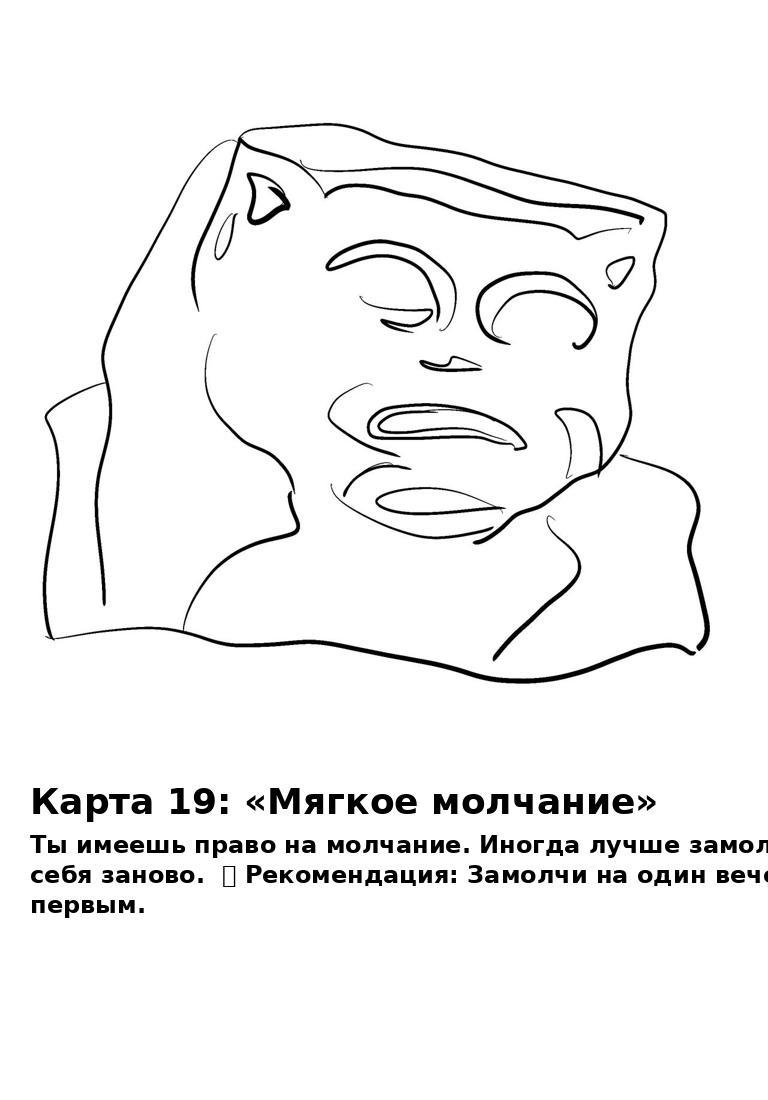 Карта 19: «Мягкое молчание»
Ты имеешь право на молчание. Иногда лучше
себя заново. Рекомендация: Замолчи на один
первым.